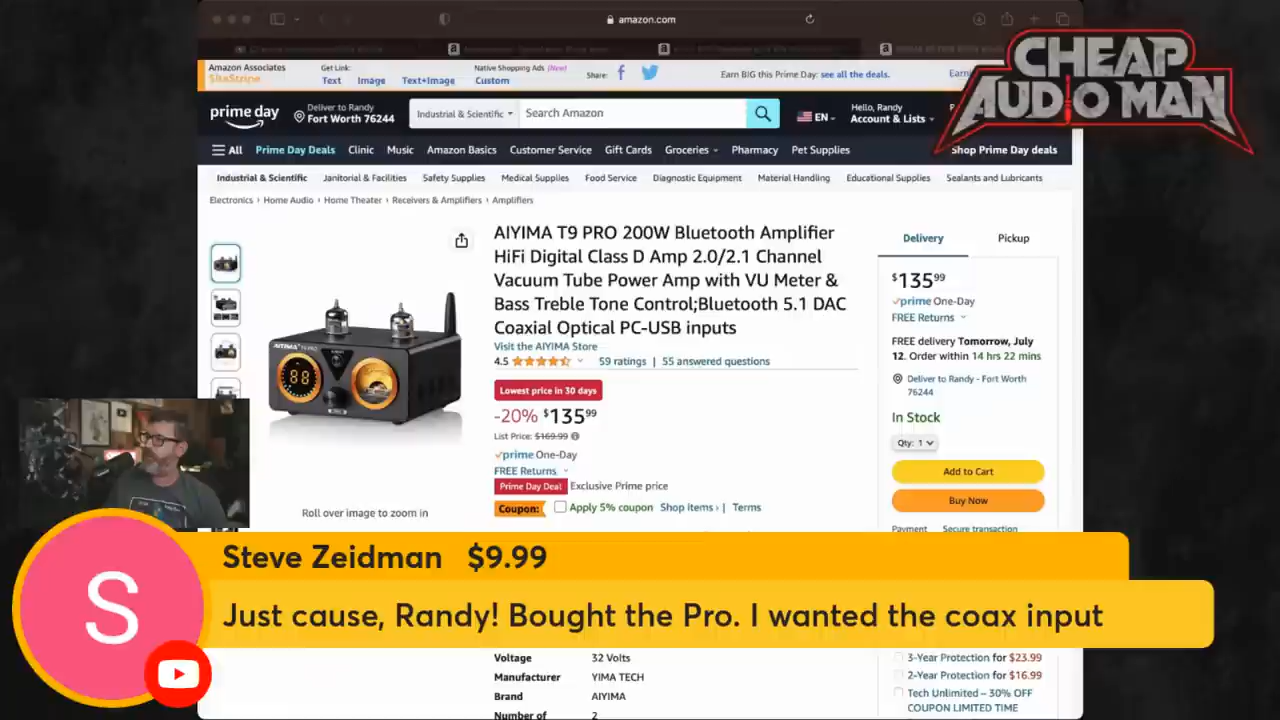 amazon.com
CHEAP
AUDIO MAN
Amazon Associates
SiteStripe
Get Link:
Text Image Text+Image
Native Shopping Ads (New)
Custom
Share:
Earn BIG this Prime Day: see all the deals.
Earn
prime day
Deliver to Randy
Fort Worth 76244
Industrial & Scientific
Search Amazon
EN
Hello, Randy
Account & Lists
All Prime Day Deals Clinic Music Amazon Basics Customer Service Gift Cards Groceries Pharmacy Pet Supplies
Shop Prime Day deals
Industrial & Scientific Janitorial & Facilities Safety Supplies Medical Supplies Food Service Diagnostic Equipment Material Handling Educational Supplies Sealants and Lubricants
Electronics › Home Audio › Home Theater › Receivers & Amplifiers › Amplifiers
AIYIMA T9 PRO 200W Bluetooth Amplifier
HiFi Digital Class D Amp 2.0/2.1 Channel
Vacuum Tube Power Amp with VU Meter &
Bass Treble Tone Control;Bluetooth 5.1 DAC
Coaxial Optical PC-USB inputs
Visit the AIYIMA Store
4.5 59 ratings | 55 answered questions
Lowest price in 30 days
-20% $135 99
List Price: $169.99
prime One-Day
FREE Returns
Prime Day Deal Exclusive Prime price
Coupon: Apply 5% coupon Shop items › | Terms
AIYIMA
88
Roll over image to zoom in
Delivery Pickup
$135 99
prime One-Day
FREE Returns
FREE delivery Tomorrow, July
12. Order within 14 hrs 22 mins
Deliver to Randy - Fort Worth
76244
In Stock
Qty: 1
Add to Cart
Buy Now
Payment Secure transaction
S
Steve Zeidman $9.99
Just cause, Randy! Bought the Pro. I wanted the coax input
Voltage 32 Volts
Manufacturer YIMA TECH
Brand AIYIMA
Number of 2
3-Year Protection for $23.99
2-Year Protection for $16.99
Tech Unlimited – 30% OFF
COUPON LIMITED TIME